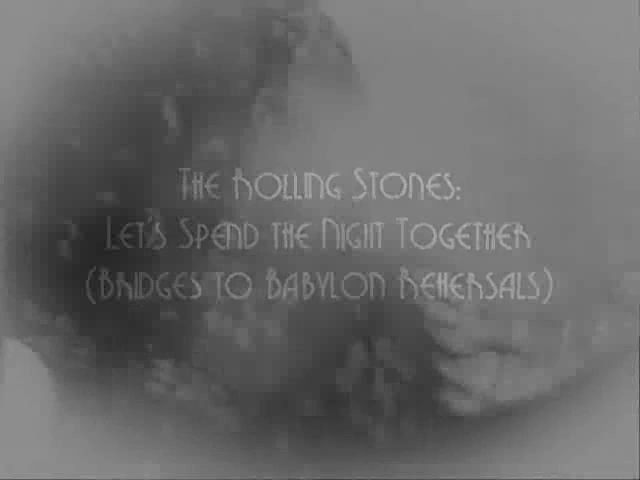 The Rolling Stones:
Let's Spend the Night Together
(Bridges to Babylon Rehersals)